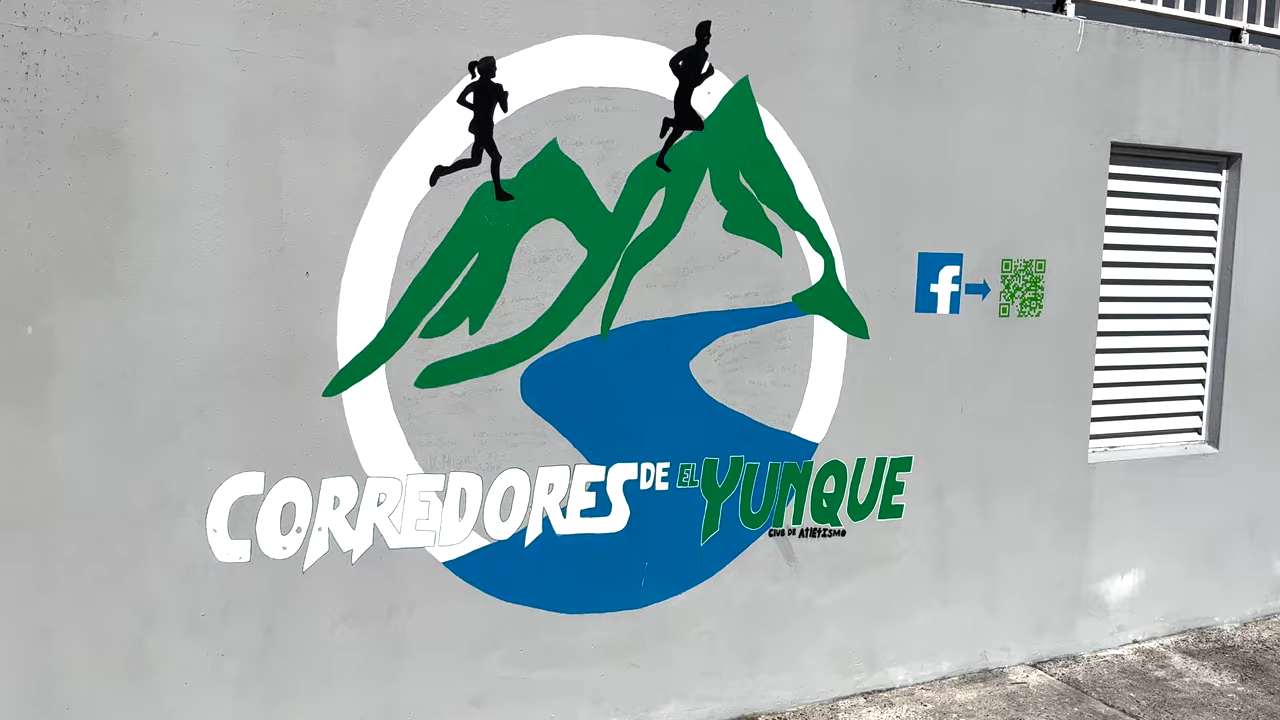 CORREDORES DE EL YUNQUE
CLUB DE ATLETISMO
f